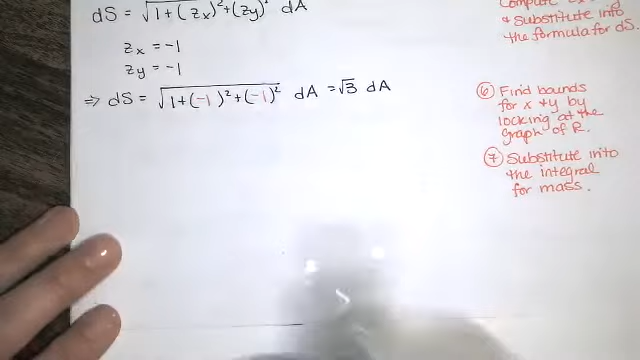 dS = √1+(zx)²+(zy)² dA
zx = -1
zy = -1
⇒ dS = √1+(-1)²+(-1)² dA = √3 dA
& Substitute into
the formula for dS.
⑥ Find bounds
for x & y by
looking at the
graph of R.
⑦ Substitute into
the integral
for mass.